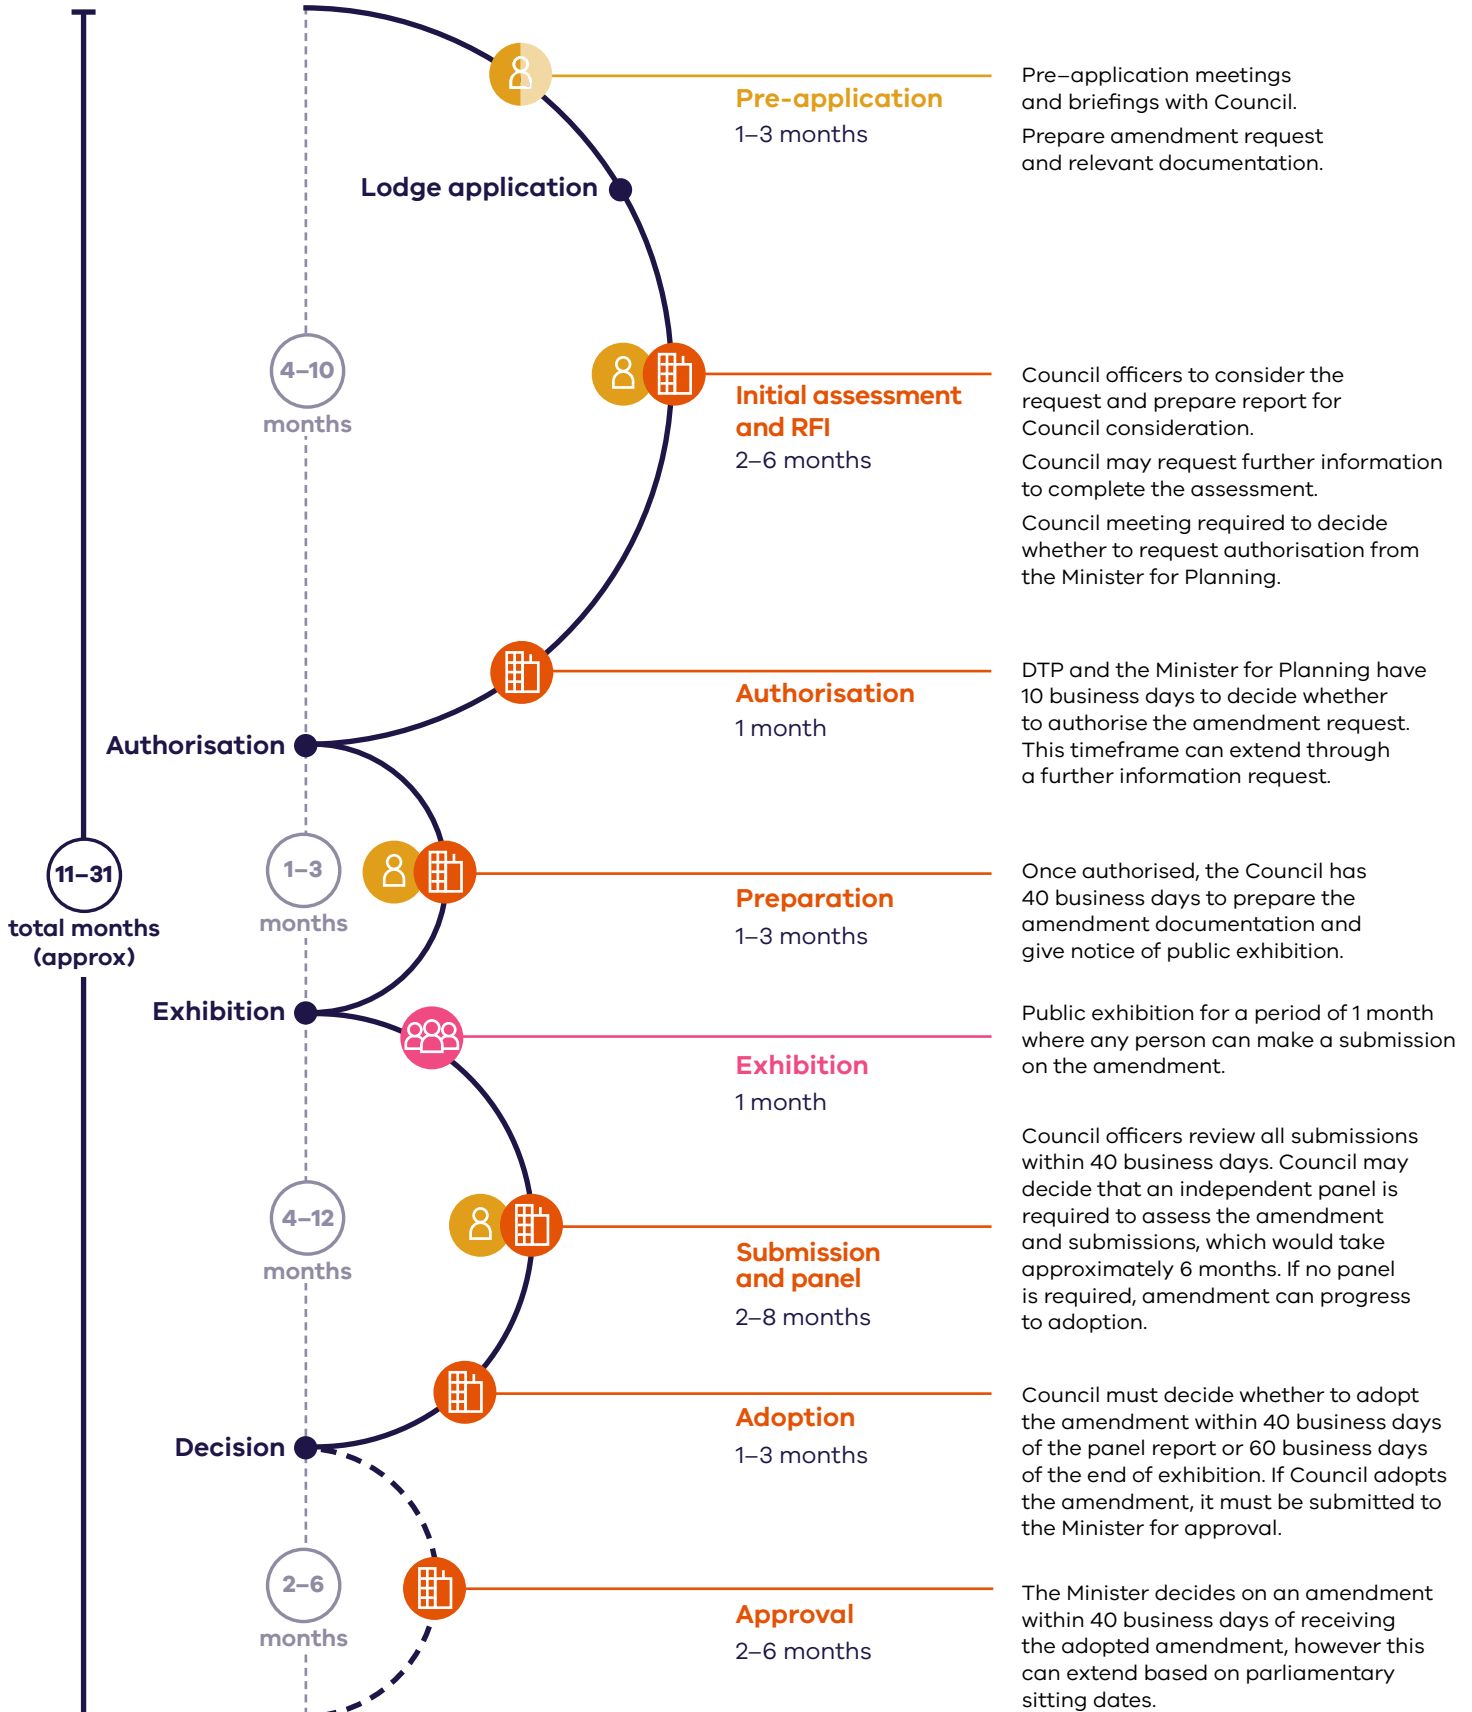 Pre-application
1–3 months
Pre–application meetings
and briefings with Council.
Prepare amendment request
and relevant documentation.
Lodge application
4–10
months
Initial assessment
and RFI
2–6 months
Council officers to consider the
request and prepare report for
Council consideration.
Council may request further information
to complete the assessment.
Council meeting required to decide
whether to request authorisation from
the Minister for Planning.
Authorisation
1 month
DTP and the Minister for Planning have
10 business days to decide whether
to authorise the amendment request.
This timeframe can extend through
a further information request.
Authorisation
11–31
total months
(approx)
1–3
months
Preparation
1–3 months
Once authorised, the Council has
40 business days to prepare the
amendment documentation and
give notice of public exhibition.
Exhibition
Exhibition
1 month
Public exhibition for a period of 1 month
where any person can make a submission
on the amendment.
4–12
months
Submission
and panel
2–8 months
Council officers review all submissions
within 40 business days. Council may
decide that an independent panel is
required to assess the amendment
and submissions, which would take
approximately 6 months. If no panel
is required, amendment can progress
to adoption.
Adoption
1–3 months
Council must decide whether to adopt
the amendment within 40 business days
of the panel report or 60 business days
of the end of exhibition. If Council adopts
the amendment, it must be submitted to
the Minister for approval.
Decision
2–6
months
Approval
2–6 months
The Minister decides on an amendment
within 40 business days of receiving
the adopted amendment, however this
can extend based on parliamentary
sitting dates.